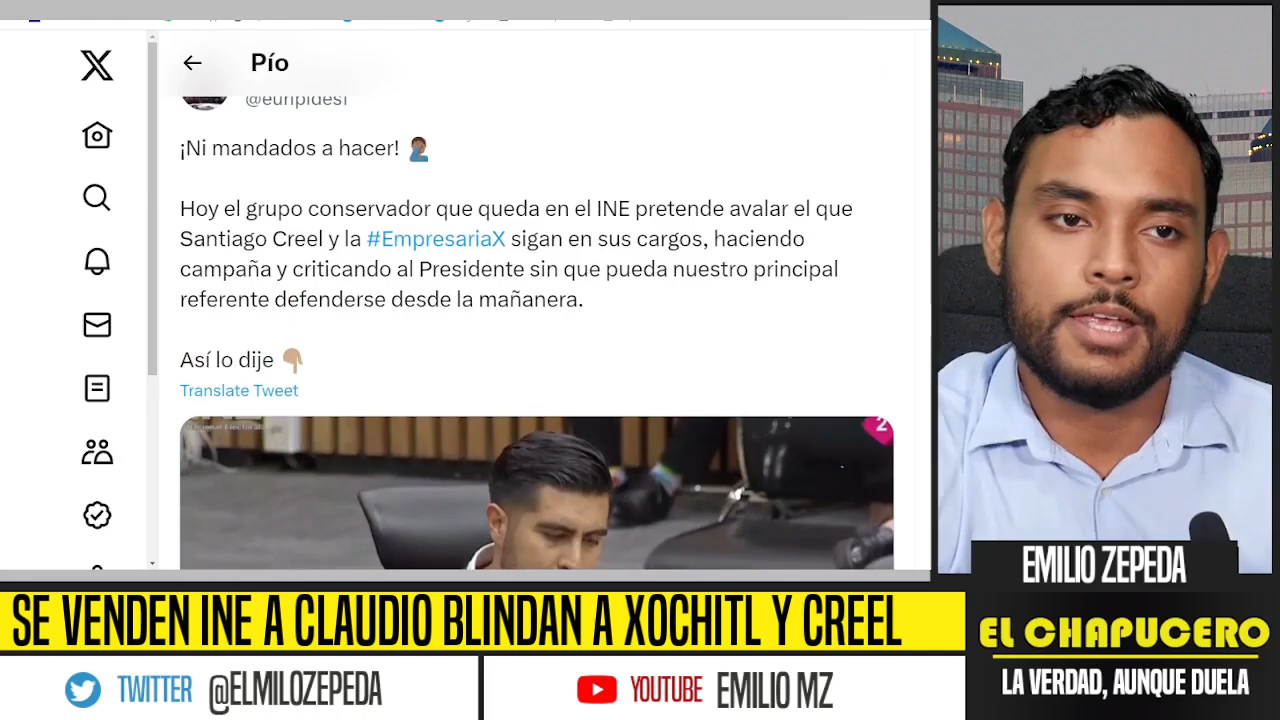 Pío
@euripides1
¡Ni mandados a hacer!
Hoy el grupo conservador que queda en el INE pretende avalar el que
Santiago Creel y la #EmpresariaX sigan en sus cargos, haciendo
campaña y criticando al Presidente sin que pueda nuestro principal
referente defenderse desde la mañanera.
Así lo dije
Translate Tweet
2
EMILIO ZEPEDA
SE VENDEN INE A CLAUDIO BLINDAN A XOCHITL Y CREEL
EL CHAPUCERO
LA VERDAD, AUNQUE DUELA
TWITTER @ELMILOZEPEDA
YOUTUBE EMILIO MZ